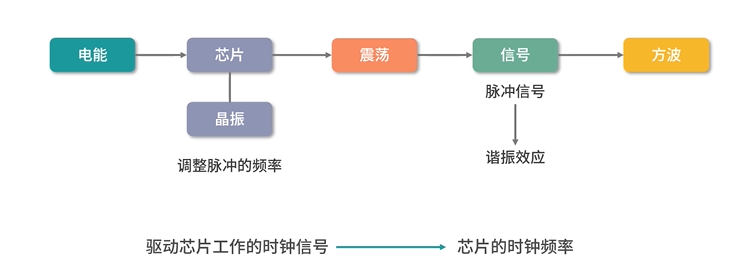 电能
芯片
震荡
信号
方波
晶振
脉冲信号
调整脉冲的频率
谐振效应
驱动芯片工作的时钟信号
芯片的时钟频率